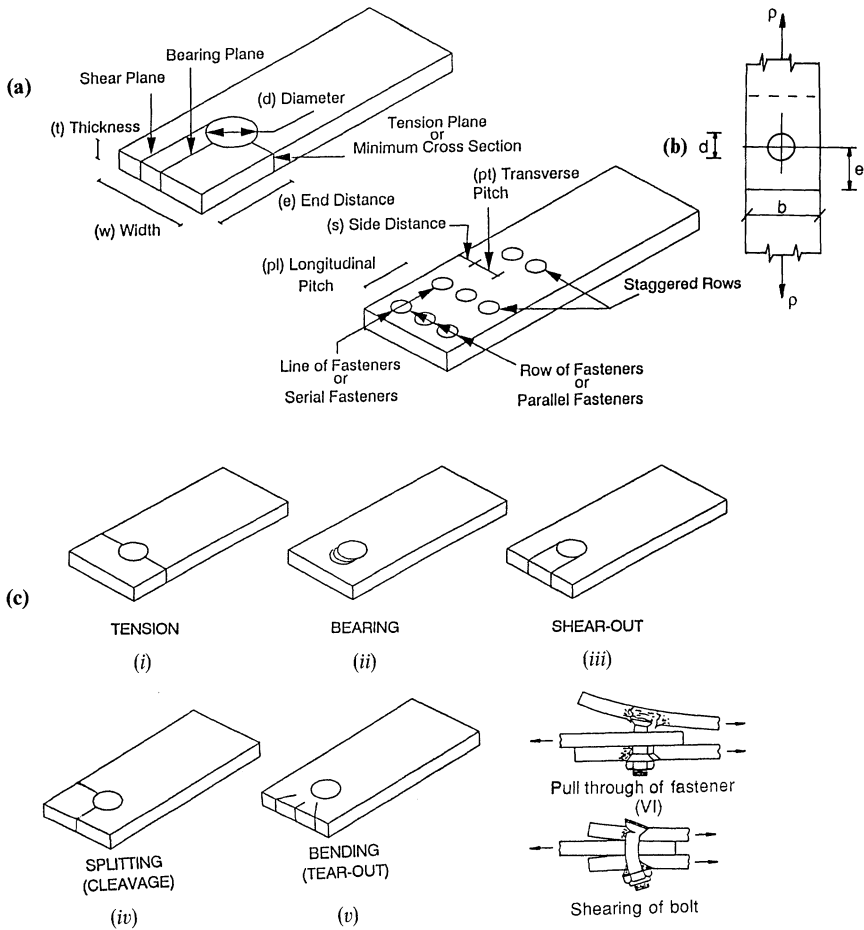 (a)
Bearing Plane
Shear Plane
(d) Diameter
(t) Thickness
Tension Plane
or
Minimum Cross Section
(e) End Distance
(w) Width
(pt) Transverse
Pitch
(s) Side Distance
(pl) Longitudinal
Pitch
Staggered Rows
Line of Fasteners
or
Serial Fasteners
Row of Fasteners
or
Parallel Fasteners
(b)
ρ
d
e
b
ρ
(c)
TENSION
(i)
BEARING
(ii)
SHEAR-OUT
(iii)
SPLITTING
(CLEAVAGE)
(iv)
BENDING
(TEAR-OUT)
(v)
Pull through of fastener
(VI)
Shearing of bolt